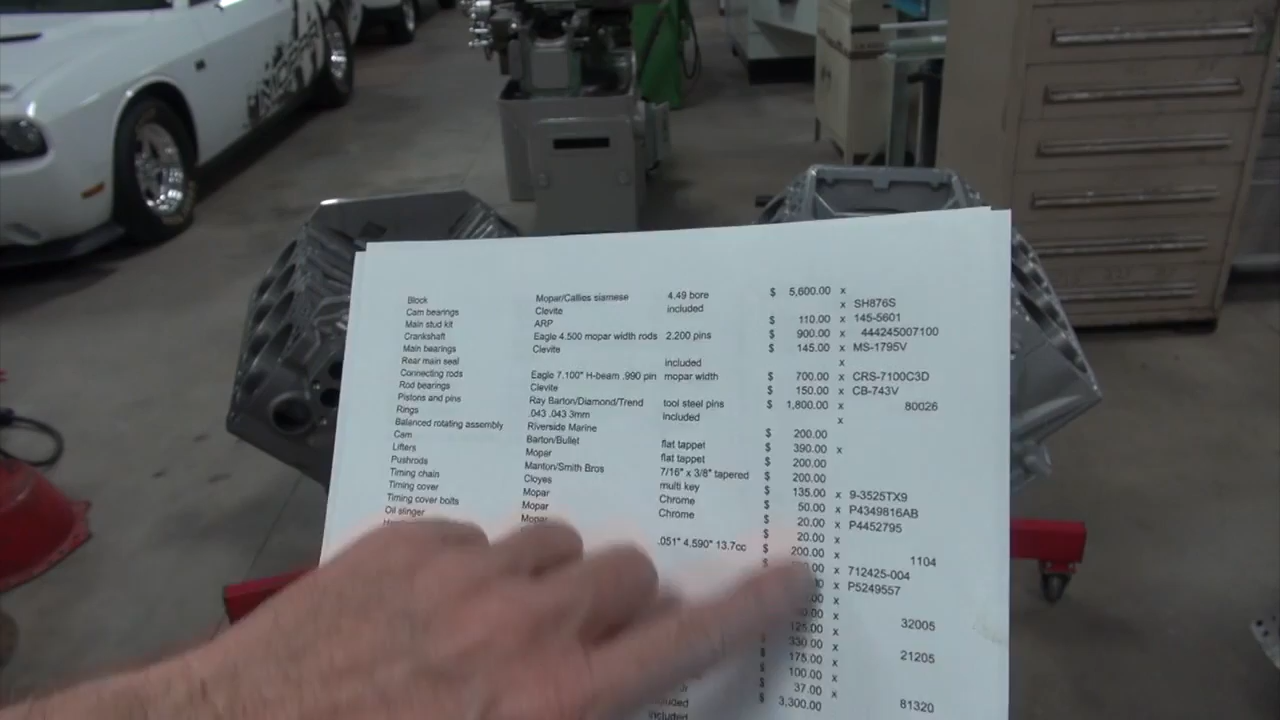 Block Mopar/Callies siamese 4.49 bore $ 5,600.00 x
Cam bearings Clevite included x SH876S
Main stud kit ARP $ 110.00 x 145-5601
Crankshaft Eagle 4.500 mopar width rods 2.200 pins $ 900.00 x 444245007100
Main bearings Clevite $ 145.00 x MS-1795V
Rear main seal included x
Connecting rods Eagle 7.100" H-beam .990 pin mopar width $ 700.00 x CRS-7100C3D
Rod bearings Clevite $ 150.00 x CB-743V
Pistons and pins Ray Barton/Diamond/Trend tool steel pins $ 1,800.00 x 80026
Rings .043 .043 3mm included x
Balanced rotating assembly Riverside Marine $ 200.00
Cam Barton/Bullet flat tappet $ 390.00 x
Lifters Mopar flat tappet $ 200.00
Pushrods Manton/Smith Bros 7/16" x 3/8" tapered $ 200.00
Timing chain Cloyes multi key $ 135.00 x 9-3525TX9
Timing cover Mopar Chrome $ 50.00 x P4349816AB
Timing cover bolts Mopar Chrome $ 20.00 x P4452795
Oil slinger Mopar $ 20.00 x
.051" 4.590" 13.7cc $ 200.00 x 1104
x 712425-004
x P5249557
x
x 32005
$ 125.00 x
$ 330.00 x 21205
$ 175.00 x
$ 100.00 x
$ 37.00 x
$ 3,300.00 81320
included